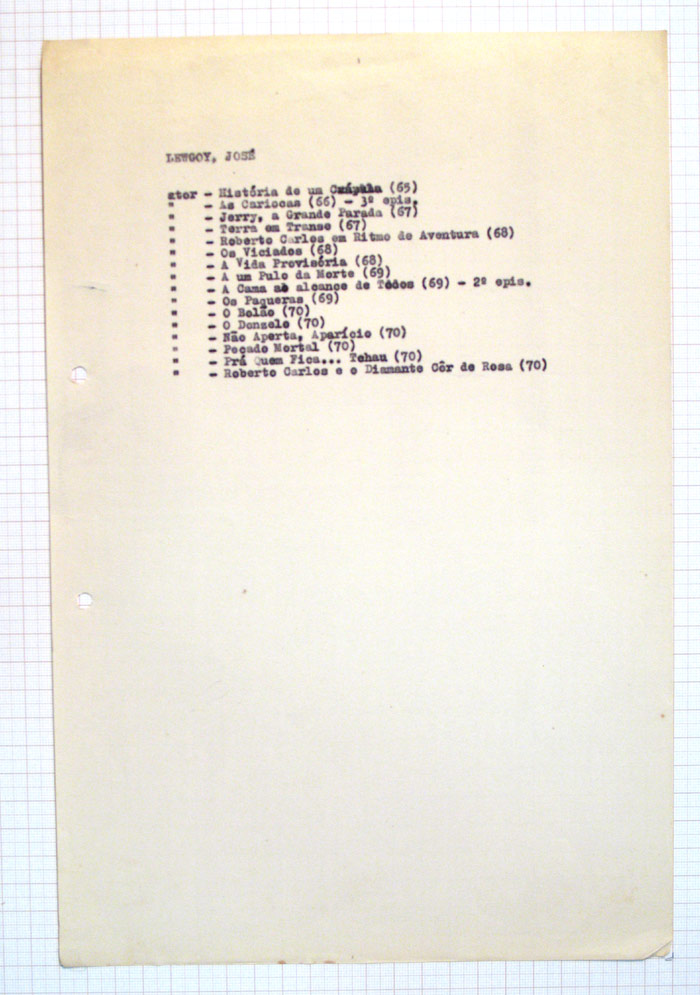 LEWGOY, JOSÉ
ator - História de um Crápula (65)
" - As Cariocas (66) - 3º epis.
" - Jerry, a Grande Parada (67)
" - Terra em Transe (67)
" - Roberto Carlos em Ritmo de Aventura (68)
" - Os Viciados (68)
" - A Vida Provisória (68)
" - A um Pulo da Morte (69)
" - A Cama ao alcance de Todos (69) - 2º epis.
" - Os Paqueras (69)
" - O Bolão (70)
" - O Donzelo (70)
" - Não Aperta, Aparício (70)
" - Pecado Mortal (70)
" - Prá Quem Fica... Tchau (70)
" - Roberto Carlos e o Diamante Côr de Rosa (70)